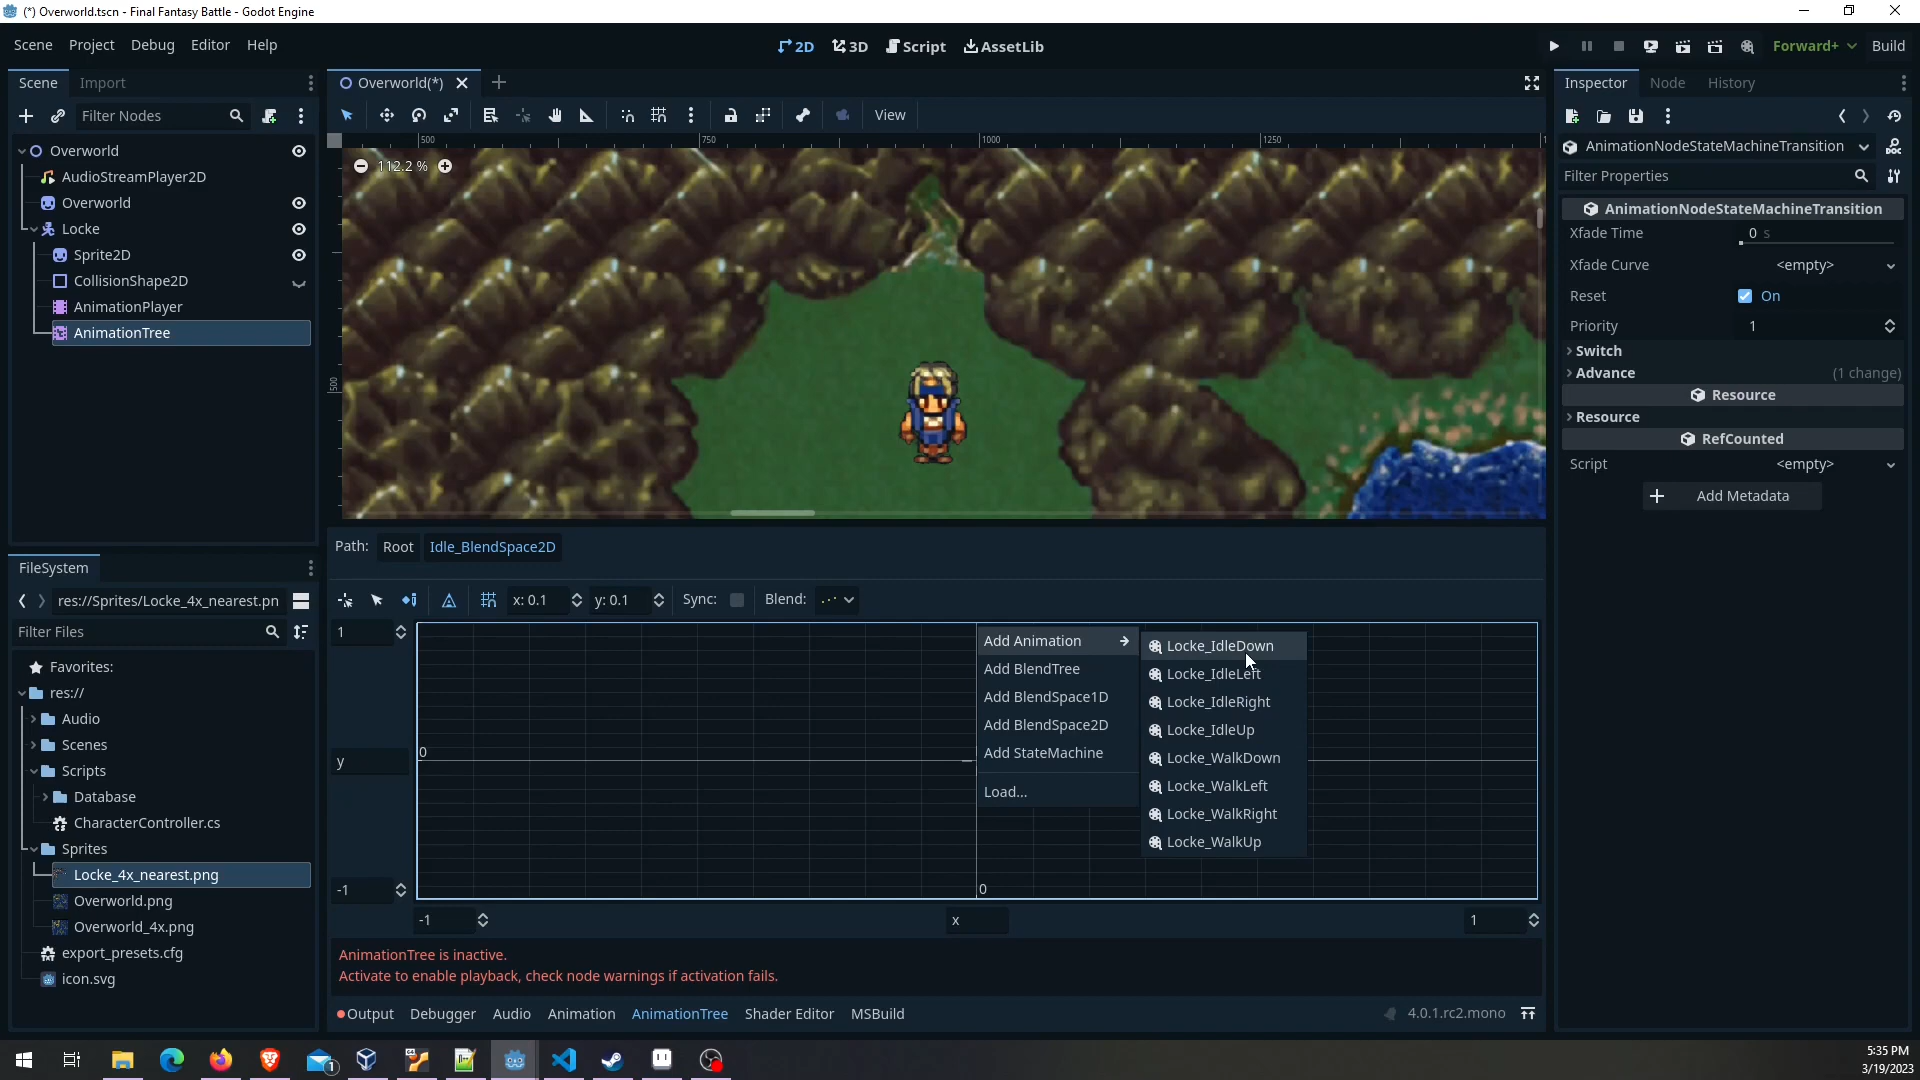 (*) Overworld.tscn - Final Fantasy Battle - Godot Engine
Scene Project Debug Editor Help
2D 3D Script AssetLib
Forward+ Build
Scene Import
Filter Nodes
Overworld
AudioStreamPlayer2D
Overworld
Locke
Sprite2D
CollisionShape2D
AnimationPlayer
AnimationTree
FileSystem
res://Sprites/Locke_4x_nearest.pn
Filter Files
Favorites:
res://
Audio
Scenes
Scripts
Database
CharacterController.cs
Sprites
Locke_4x_nearest.png
Overworld.png
Overworld_4x.png
export_presets.cfg
icon.svg
Overworld(*)
View
500 750 1000 1250
112.2 %
500
Path: Root Idle_BlendSpace2D
x: 0.1 y: 0.1 Sync: Blend:
1
y
-1
0
0
-1 x 1
Add Animation
Add BlendTree
Add BlendSpace1D
Add BlendSpace2D
Add StateMachine
Load...
Locke_IdleDown
Locke_IdleLeft
Locke_IdleRight
Locke_IdleUp
Locke_WalkDown
Locke_WalkLeft
Locke_WalkRight
Locke_WalkUp
AnimationTree is inactive.
Activate to enable playback, check node warnings if activation fails.
Output Debugger Audio Animation AnimationTree Shader Editor MSBuild
4.0.1.rc2.mono
Inspector Node History
AnimationNodeStateMachineTransition
Filter Properties
AnimationNodeStateMachineTransition
Xfade Time 0 s
Xfade Curve <empty>
Reset On
Priority 1
Switch
Advance (1 change)
Resource
Resource
RefCounted
Script <empty>
Add Metadata
1
5:35 PM
3/19/2023